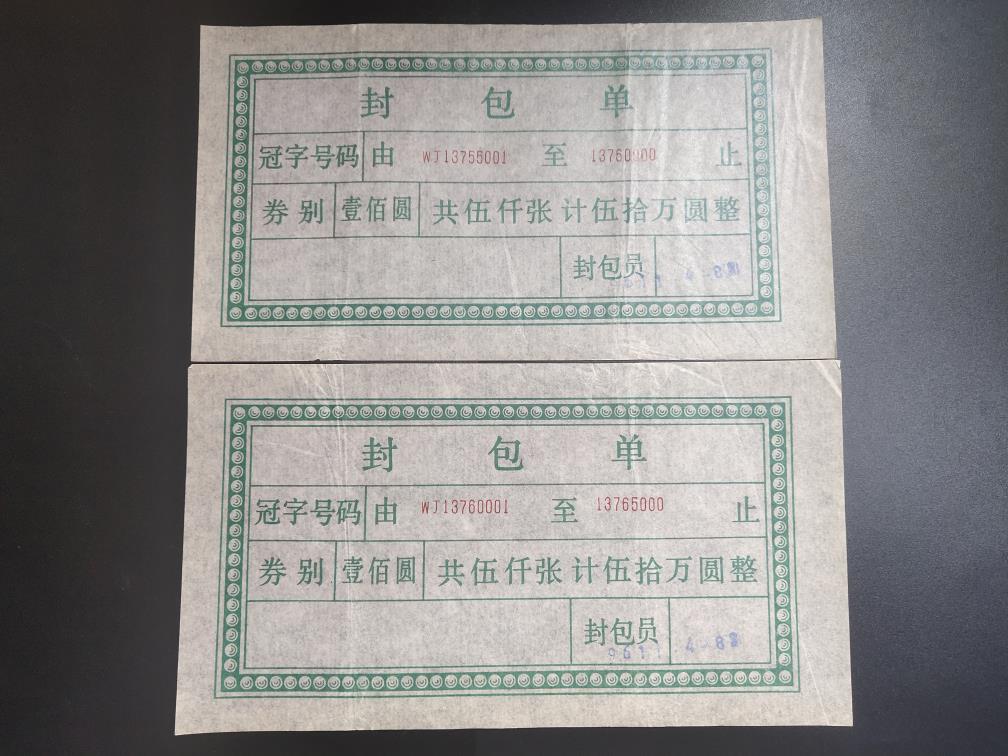 封包单
冠字号码 由 WJ13755001 至 13760000 止
券别 壹佰圆 共伍仟张 计伍拾万圆整
封包员
封包单
冠字号码 由 WJ13760001 至 13765000 止
券别 壹佰圆 共伍仟张 计伍拾万圆整
封包员